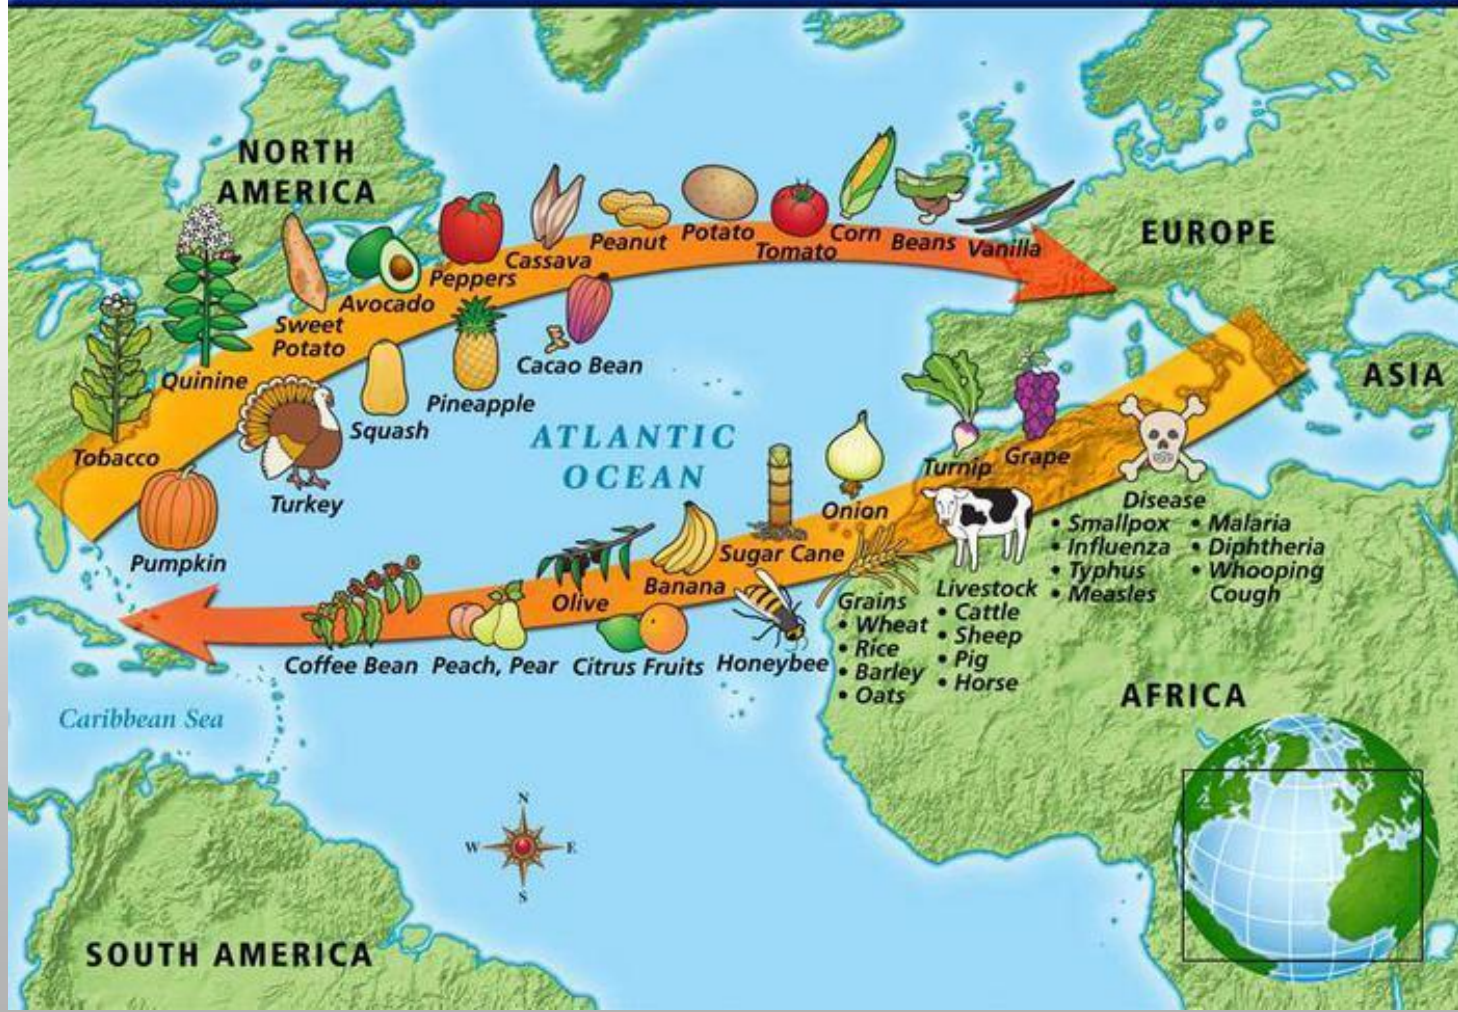 NORTH
AMERICA
EUROPE
ASIA
Tobacco
Quinine
Sweet
Potato
Avocado
Peppers
Cassava
Peanut
Potato
Tomato
Corn
Beans
Vanilla
Pumpkin
Turkey
Squash
Pineapple
Cacao Bean
ATLANTIC
OCEAN
Coffee Bean
Peach, Pear
Olive
Citrus Fruits
Banana
Sugar Cane
Honeybee
Onion
Grains
• Wheat
• Rice
• Barley
• Oats
Turnip
Grape
Livestock
• Cattle
• Sheep
• Pig
• Horse
Disease
• Smallpox
• Influenza
• Typhus
• Measles
• Malaria
• Diphtheria
• Whooping
Cough
AFRICA
Caribbean Sea
N
W E
S
SOUTH AMERICA